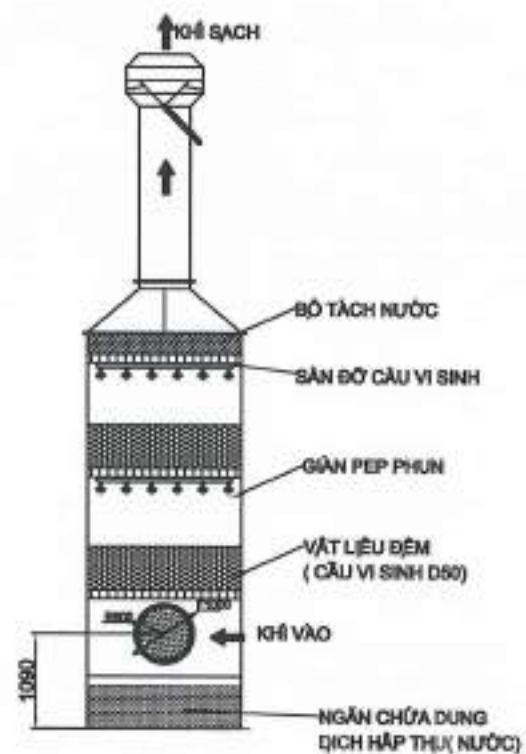 KHÍ SẠCH
BỘ TÁCH NƯỚC
SÀN ĐỠ CẦU VI SINH
GIÀN PEP PHUN
VẬT LIỆU ĐỆM
( CẦU VI SINH D50)
KHÍ VÀO
1090
NGĂN CHỨA DUNG
DỊCH HẤP THỤ( NƯỚC)